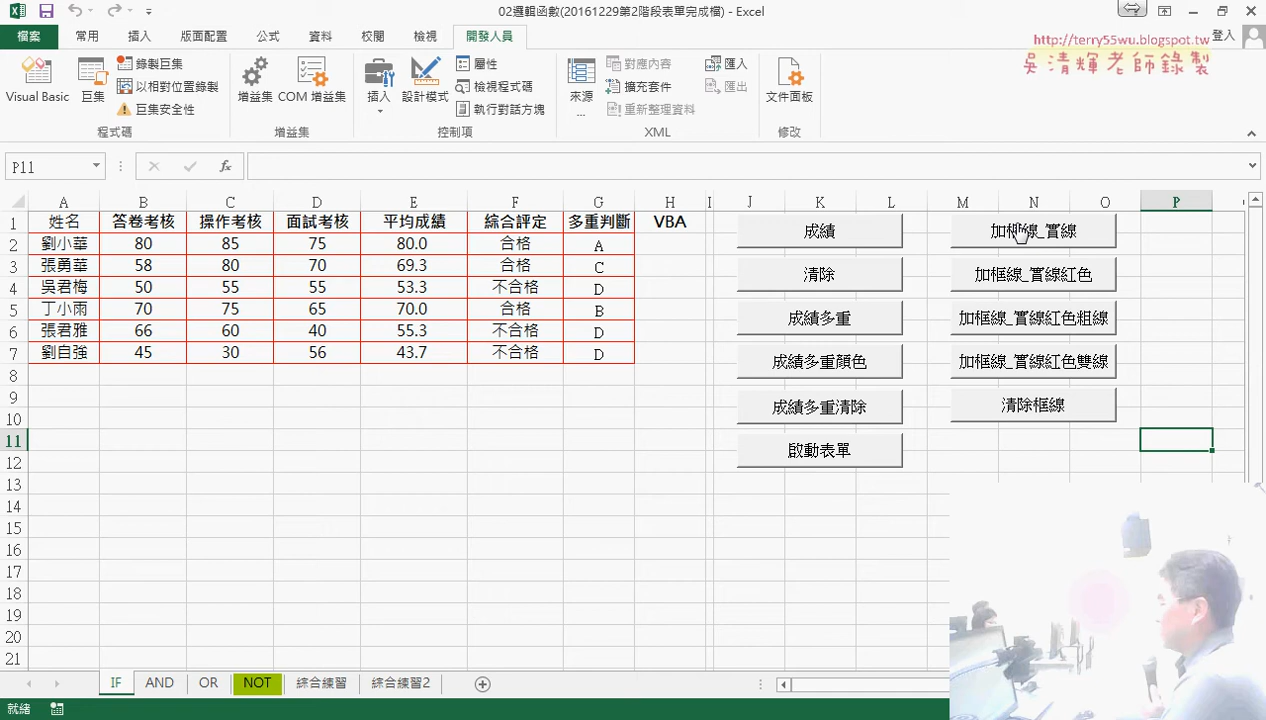 02邏輯函數(20161229第2階段表單完成檔) - Excel
http://terry55wu.blogspot.tw
吳清輝老師錄製
登入
檔案 常用 插入 版面配置 公式 資料 校閱 檢視 開發人員
Visual Basic 巨集 錄製巨集 以相對位置錄製 巨集安全性 增益集 COM 增益集 插入 設計模式 屬性 檢視程式碼 執行對話方塊 來源 ... 對應內容 擴充套件 重新整理資料 匯入 匯出 文件面板
程式碼 增益集 控制項 XML 修改
P11 fx
A B C D E F G H I J K L M N O P
1 姓名 答卷考核 操作考核 面試考核 平均成績 綜合評定 多重判斷 VBA
2 劉小華 80 85 75 80.0 合格 A
3 張勇華 58 80 70 69.3 合格 C
4 吳君梅 50 55 55 53.3 不合格 D
5 丁小雨 70 75 65 70.0 合格 B
6 張君雅 66 60 40 55.3 不合格 D
7 劉自強 45 30 56 43.7 不合格 D
8
9
10
11
12
13
14
15
16
17
18
19
20
21
成績
清除
成績多重
成績多重顏色
成績多重清除
啟動表單
加框線_實線
加框線_實線紅色
加框線_實線紅色粗線
加框線_實線紅色雙線
清除框線
IF AND OR NOT 綜合練習 綜合練習2
就緒